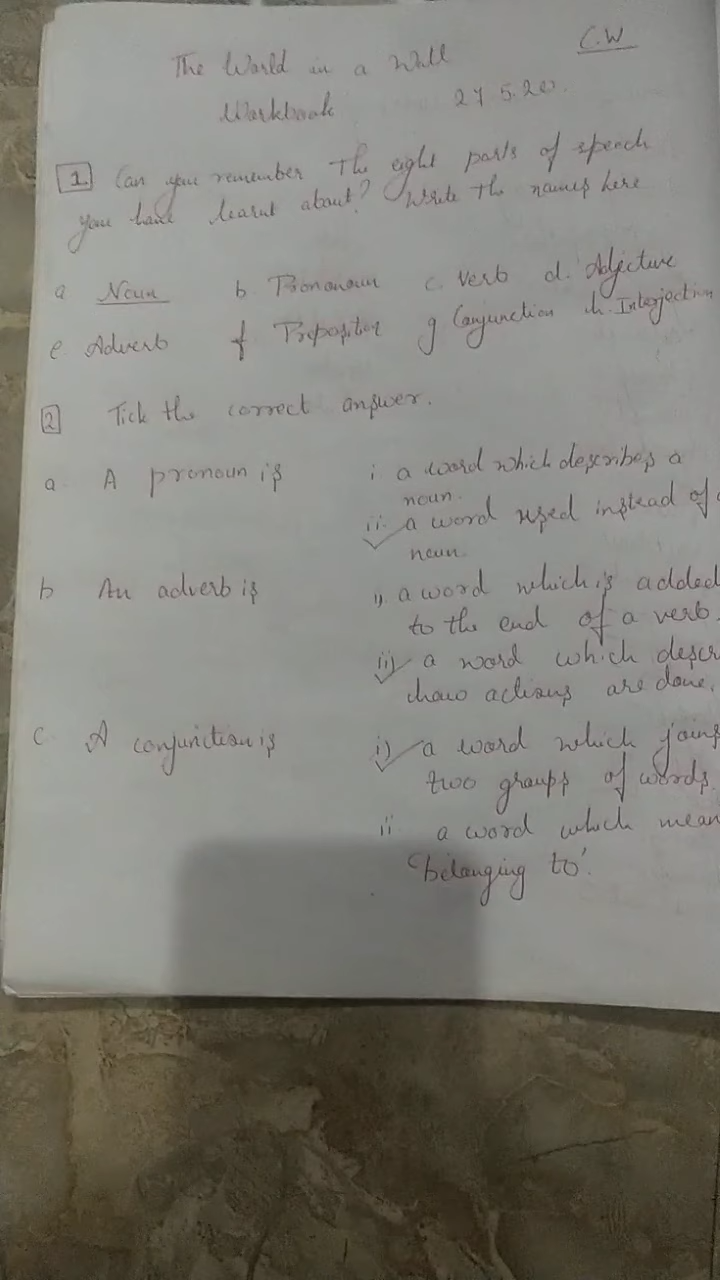 C.W
The World in a Wall
Workbook 27.5.20.
1. Can you remember The eight parts of speech
you have learnt about? Write the names here
a Noun b. Prononoun c. Verb d. Adjective
e. Adverb f Preposition g Conjunction h. Interjection
2 Tick the correct answer.
a. A pronoun is i a word which describes a
noun.
ii. a word used instead of a
noun
b An adverb is i). a word which is added
to the end of a verb.
ii) a word which descr
how actions are done.
c. A conjunction is i) a word which joins
two groups of words.
ii a word which mean
'belonging to'.